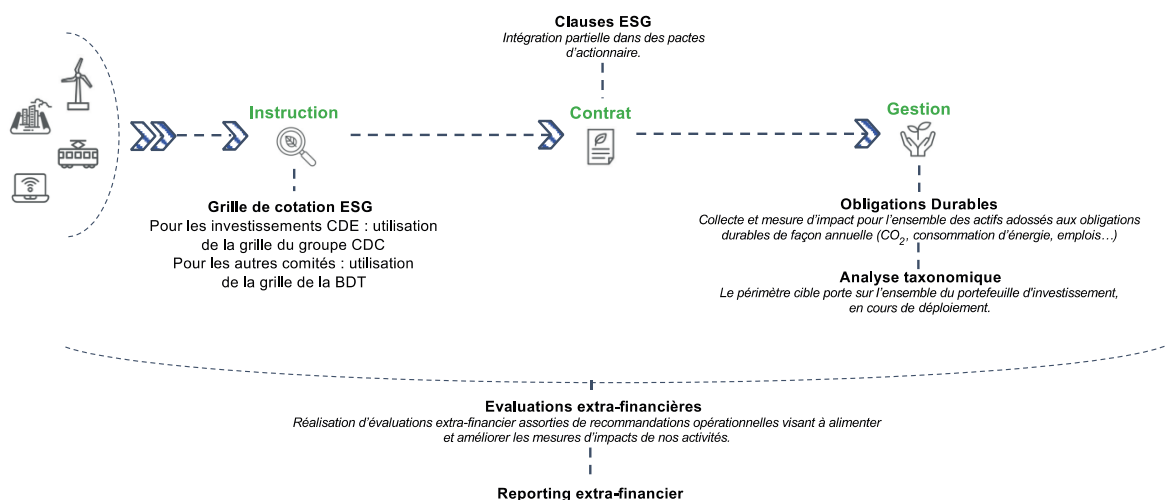 Clauses ESG
Intégration partielle dans des pactes
d'actionnaire.
Instruction
Contrat
Gestion
Grille de cotation ESG
Pour les investissements CDE : utilisation
de la grille du groupe CDC
Pour les autres comités : utilisation
de la grille de la BDT
Obligations Durables
Collecte et mesure d'impact pour l'ensemble des actifs adossés aux obligations
durables de façon annuelle (CO₂, consommation d'énergie, emplois…)
Analyse taxonomique
Le périmètre cible porte sur l'ensemble du portefeuille d'investissement,
en cours de déploiement.
Evaluations extra-financières
Réalisation d'évaluations extra-financier assorties de recommandations opérationnelles visant à alimenter
et améliorer les mesures d'impacts de nos activités.
Reporting extra-financier